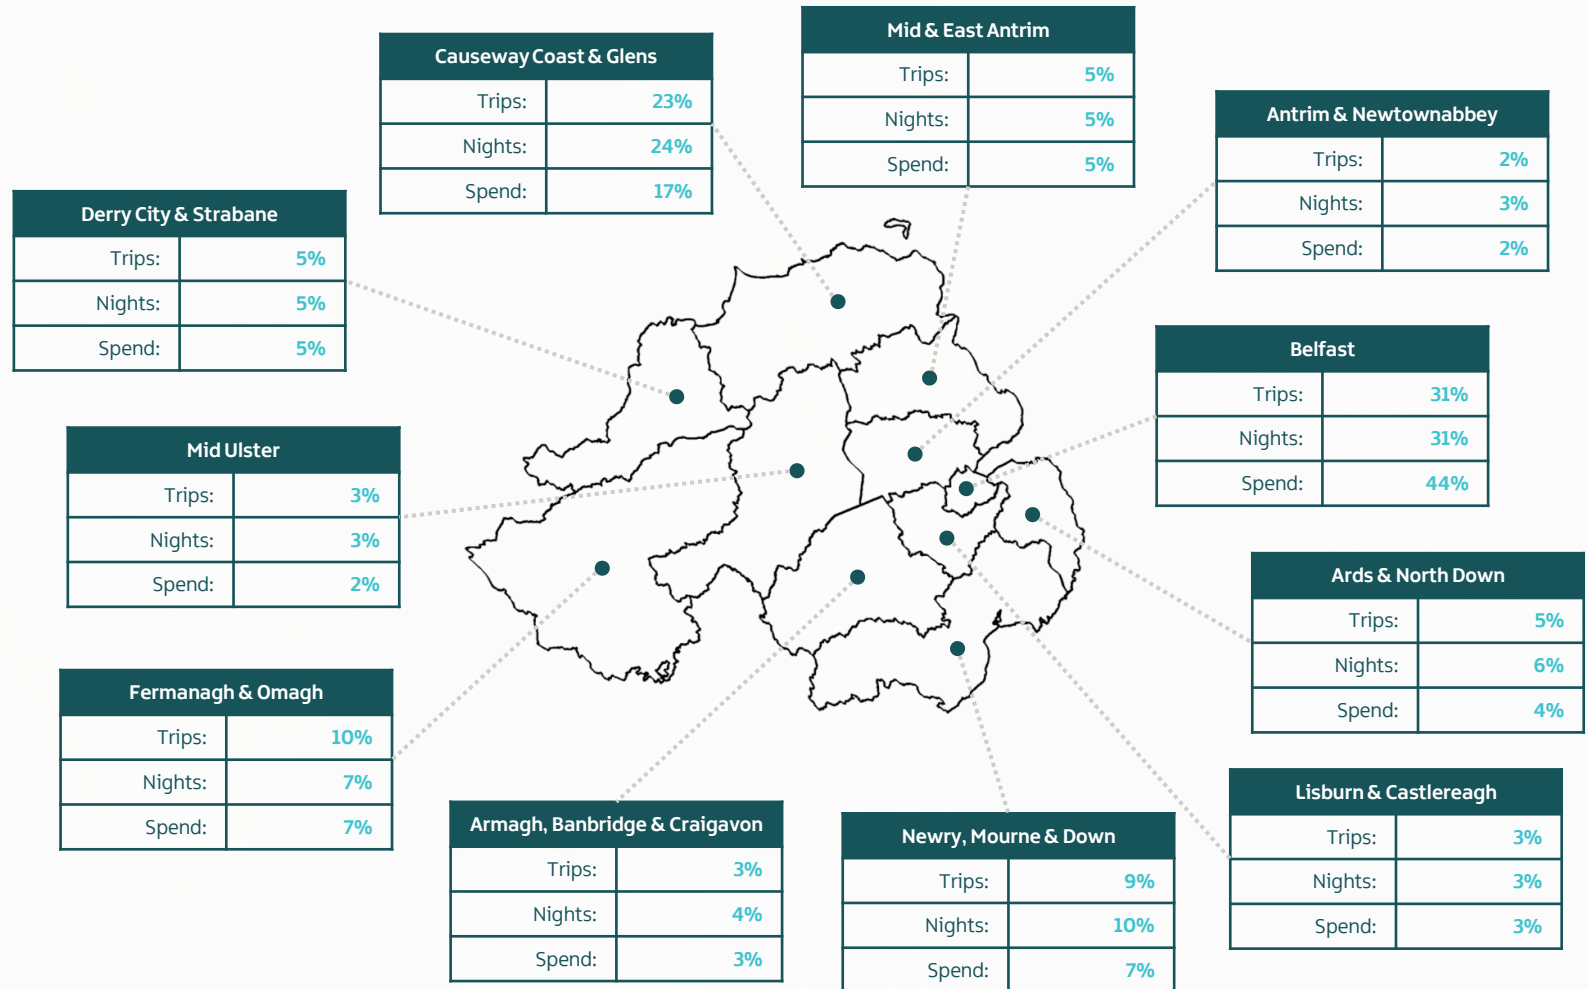 Mid & East Antrim
Trips: 5%
Nights: 5%
Spend: 5%
Causeway Coast & Glens
Trips: 23%
Nights: 24%
Spend: 17%
Antrim & Newtownabbey
Trips: 2%
Nights: 3%
Spend: 2%
Derry City & Strabane
Trips: 5%
Nights: 5%
Spend: 5%
Belfast
Trips: 31%
Nights: 31%
Spend: 44%
Mid Ulster
Trips: 3%
Nights: 3%
Spend: 2%
Ards & North Down
Trips: 5%
Nights: 6%
Spend: 4%
Fermanagh & Omagh
Trips: 10%
Nights: 7%
Spend: 7%
Lisburn & Castlereagh
Trips: 3%
Nights: 3%
Spend: 3%
Armagh, Banbridge & Craigavon
Trips: 3%
Nights: 4%
Spend: 3%
Newry, Mourne & Down
Trips: 9%
Nights: 10%
Spend: 7%